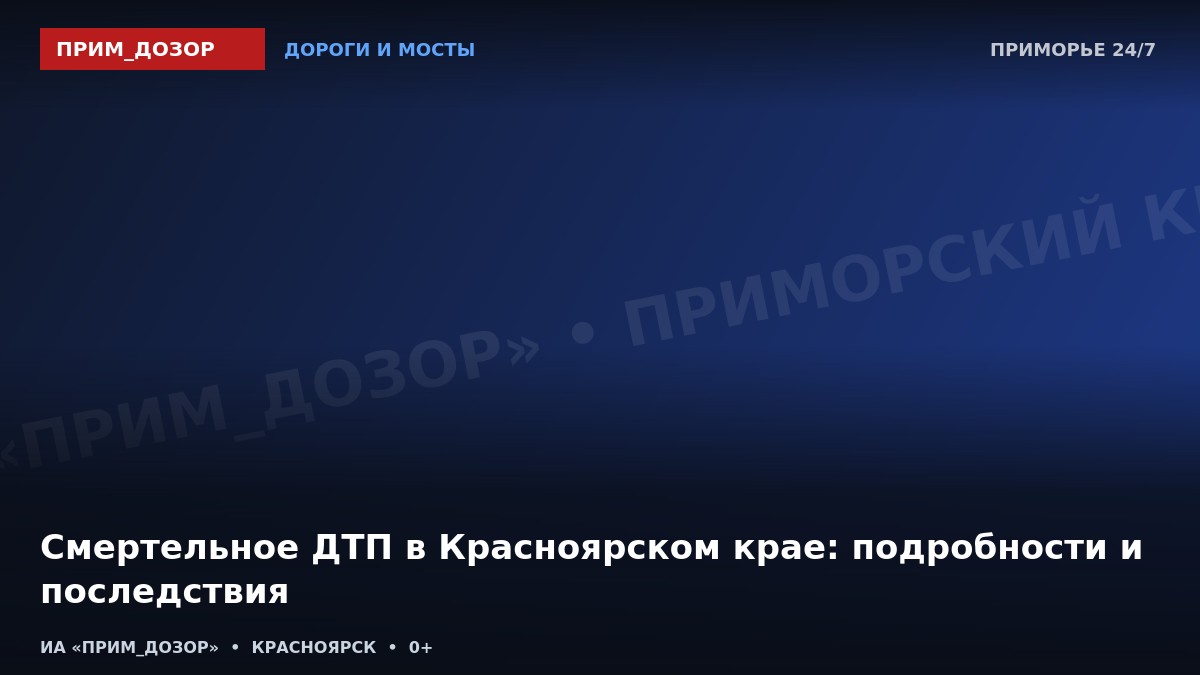 ПРИМ_ДОЗОР
ДОРОГИ И МОСТЫ
ПРИМОРЬЕ 24/7
«ПРИМ_ДОЗОР» • ПРИМОРСКИЙ
Смертельное ДТП в Красноярском крае: подробности и
последствия
ИА «ПРИМ_ДОЗОР» • КРАСНОЯРСК • 0+